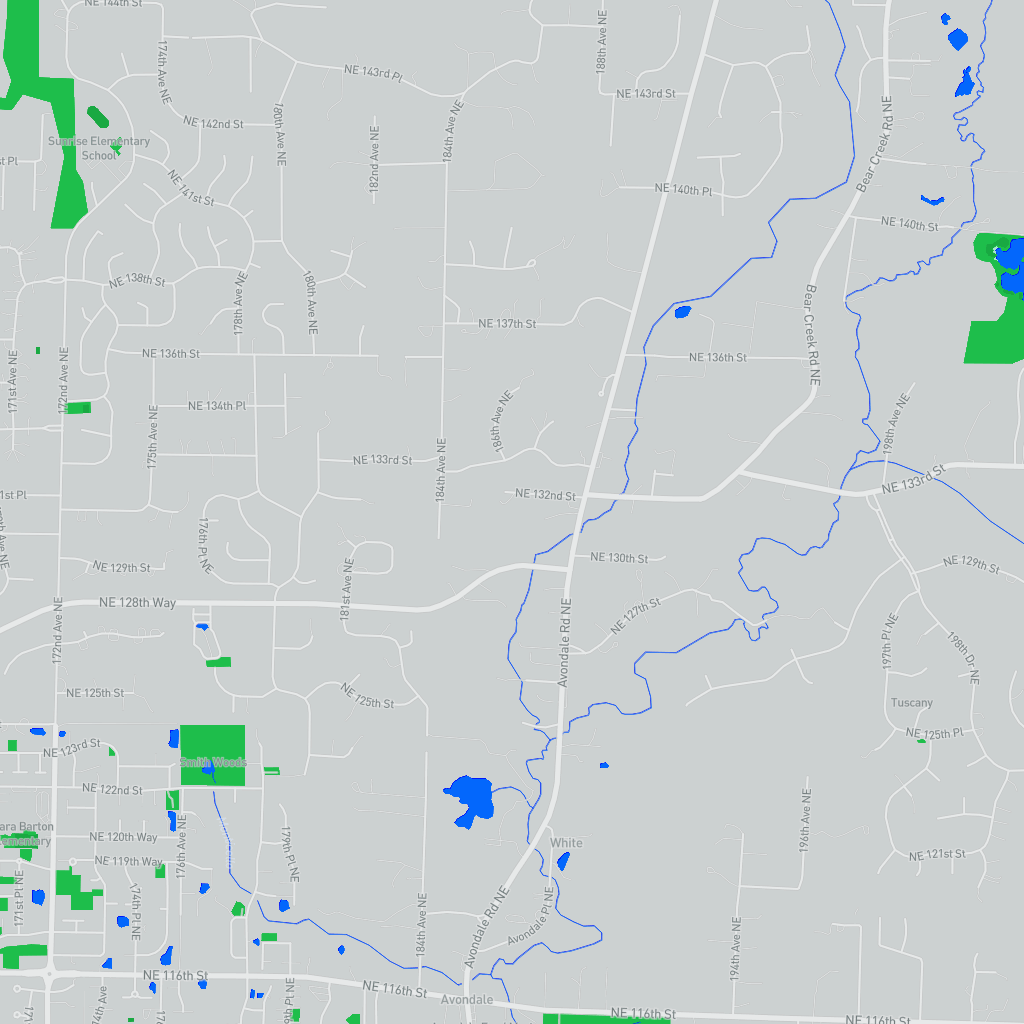 NE 144th St
188th Ave NE
174th Ave NE
NE 143rd Pl
NE 143rd St
NE 142nd St
180th Ave NE
182nd Ave NE
184th Ave NE
Bear Creek Rd NE
Sunrise Elementary
School
st Pl
NE 141st St
NE 140th Pl
NE 140th St
NE 138th St
178th Ave NE
180th Ave NE
Bear Creek Rd NE
NE 137th St
NE 136th St
NE 136th St
171st Ave NE
172nd Ave NE
NE 134th Pl
175th Ave NE
186th Ave NE
198th Ave NE
184th Ave NE
NE 133rd St
NE 133rd St
1st Pl
NE 132nd St
176th Pl NE
NE 130th St
NE 129th St
NE 129th St
181st Ave NE
NE 128th Way
172nd Ave NE
NE 127th St
Avondale Rd NE
197th Pl NE
198th Dr NE
NE 125th St
NE 125th St
Tuscany
NE 125th Pl
NE 123rd St
Smith Woods
NE 122nd St
196th Ave NE
ara Barton
ementary
NE 120th Way
176th Ave NE
179th Pl NE
White
NE 121st St
NE 119th Way
171st Pl NE
174th Pl NE
184th Ave NE
Avondale Rd NE
Avondale Pl NE
194th Ave NE
NE 116th St
NE 116th St
Avondale
NE 116th St
NE 116th St